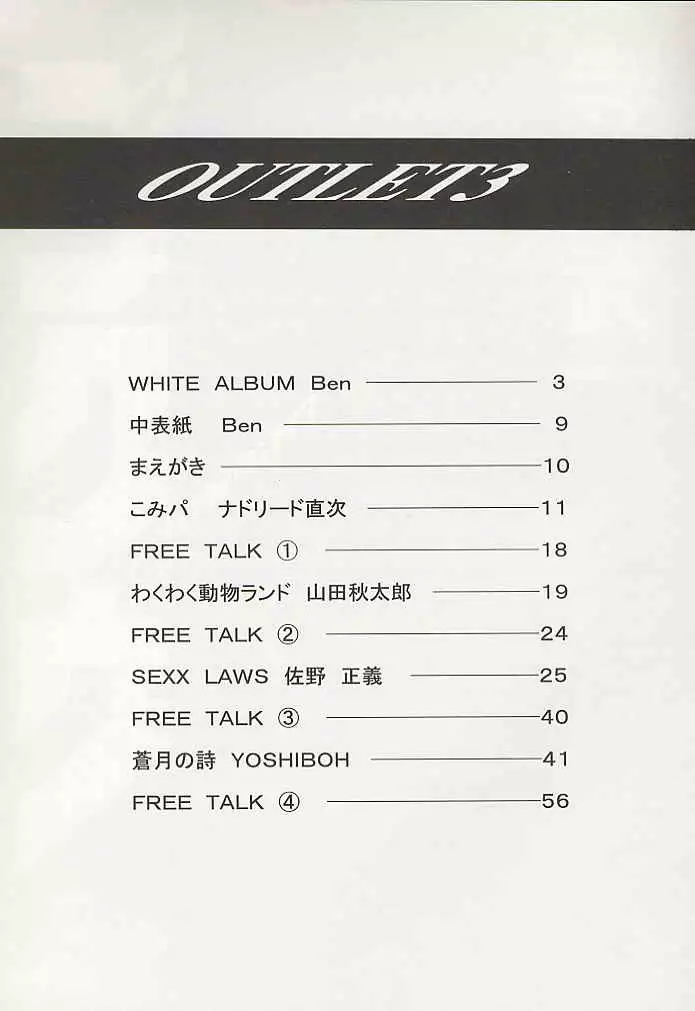 OUTLET3
WHITE ALBUM Ben 3
中表紙 Ben 9
まえがき 10
こみパ ナドリード直次 11
FREE TALK ① 18
わくわく動物ランド 山田秋太郎 19
FREE TALK ② 24
SEXX LAWS 佐野 正義 25
FREE TALK ③ 40
蒼月の詩 YOSHIBOH 41
FREE TALK ④ 56